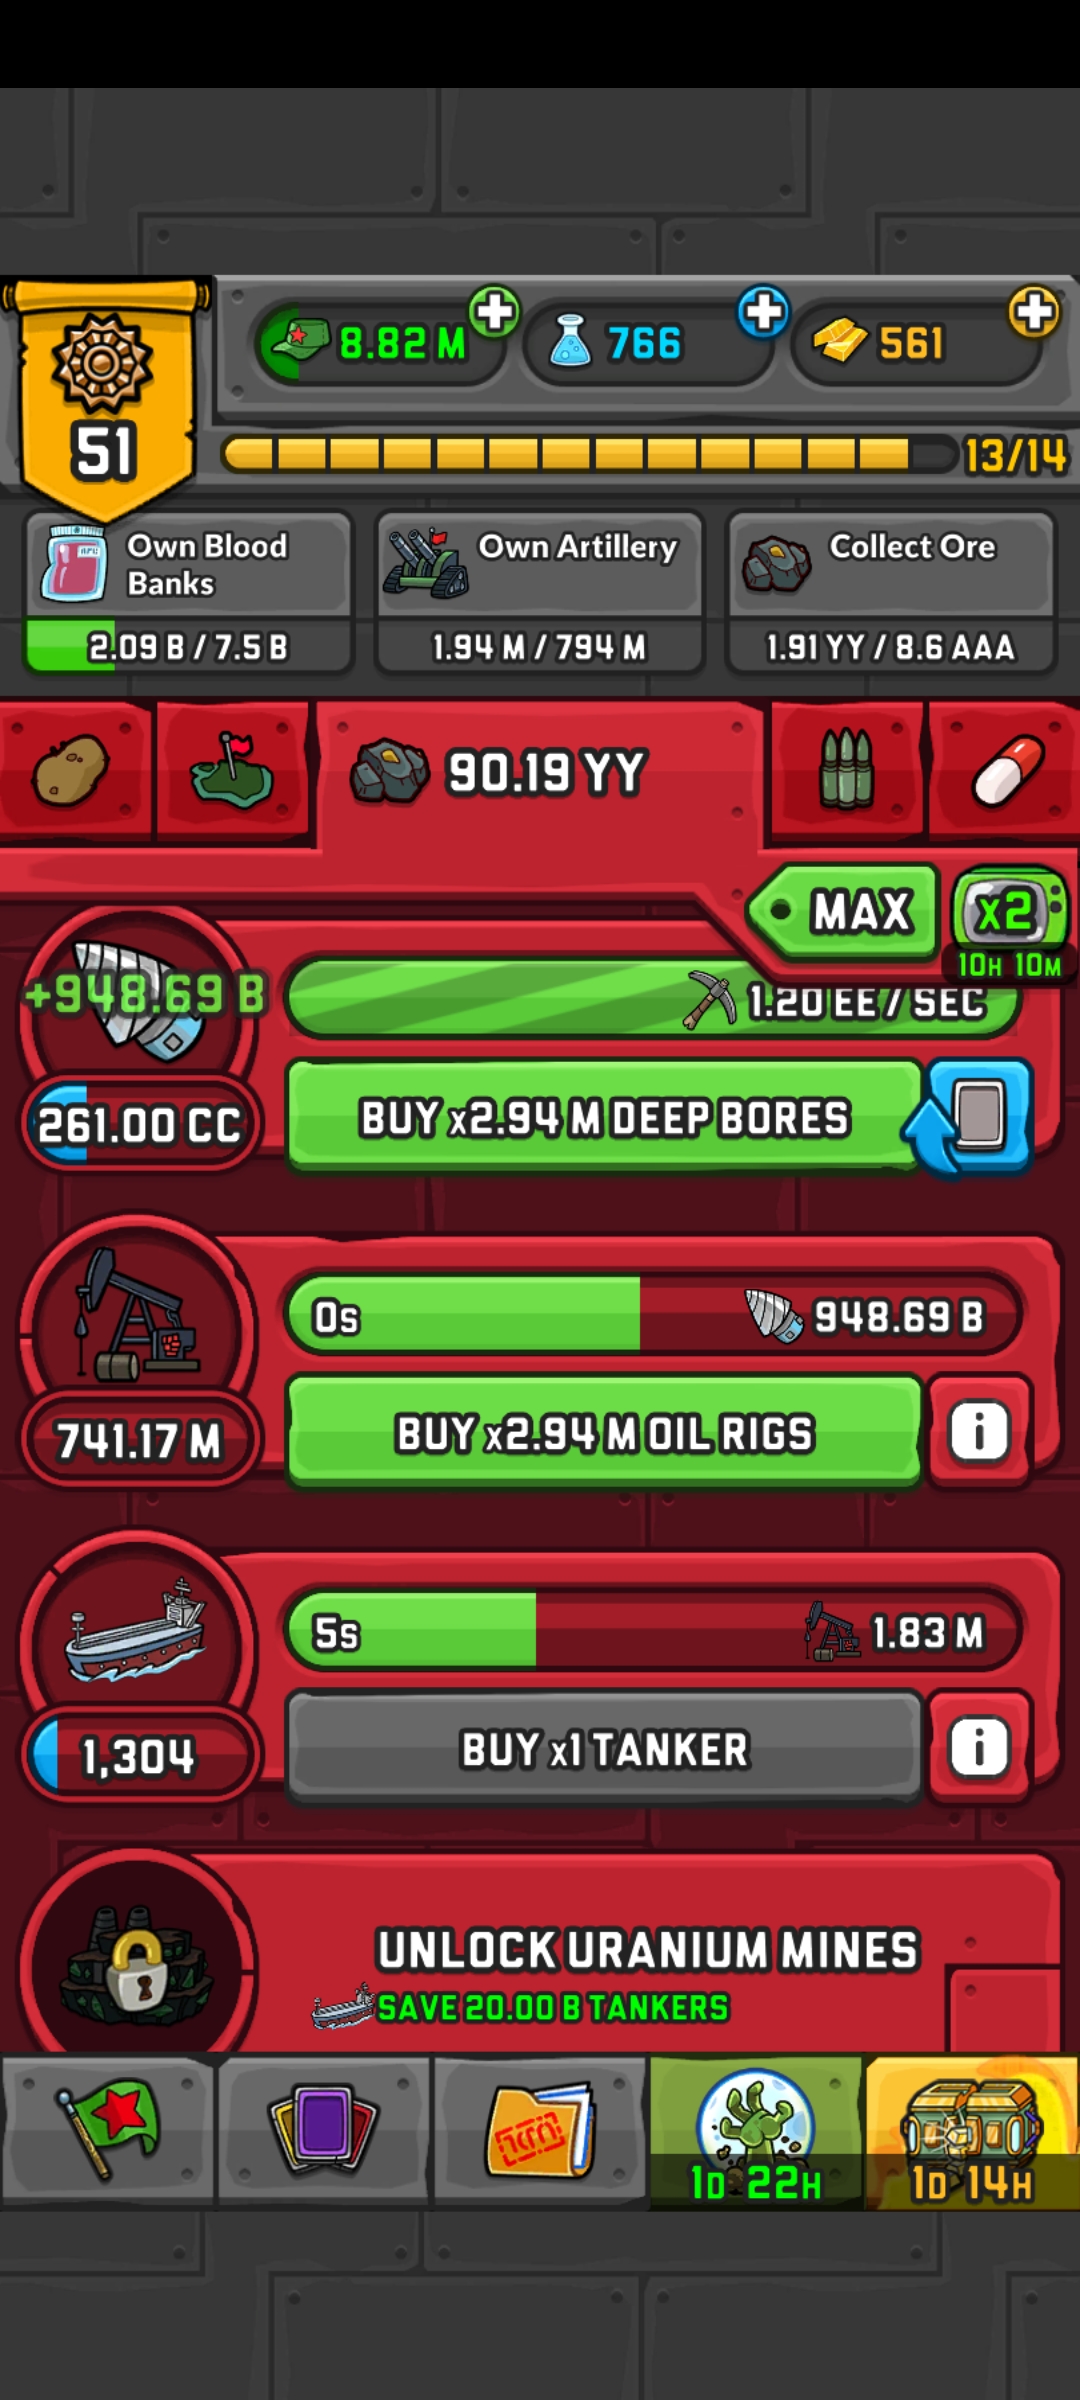 8.82 M
766
561
51
13/14
Own Blood
Banks
2.09 B / 7.5 B
Own Artillery
1.94 M / 794 M
Collect Ore
1.91 YY / 8.6 AAA
90.19 YY
MAX
x2
10H 10M
+948.69 B
1.20 EE / SEC
261.00 CC
BUY x2.94 M DEEP BORES
0s
948.69 B
741.17 M
BUY x2.94 M OIL RIGS
i
5s
1.83 M
1,304
BUY x1 TANKER
i
UNLOCK URANIUM MINES
SAVE 20.00 B TANKERS
1D 22H
1D 14H